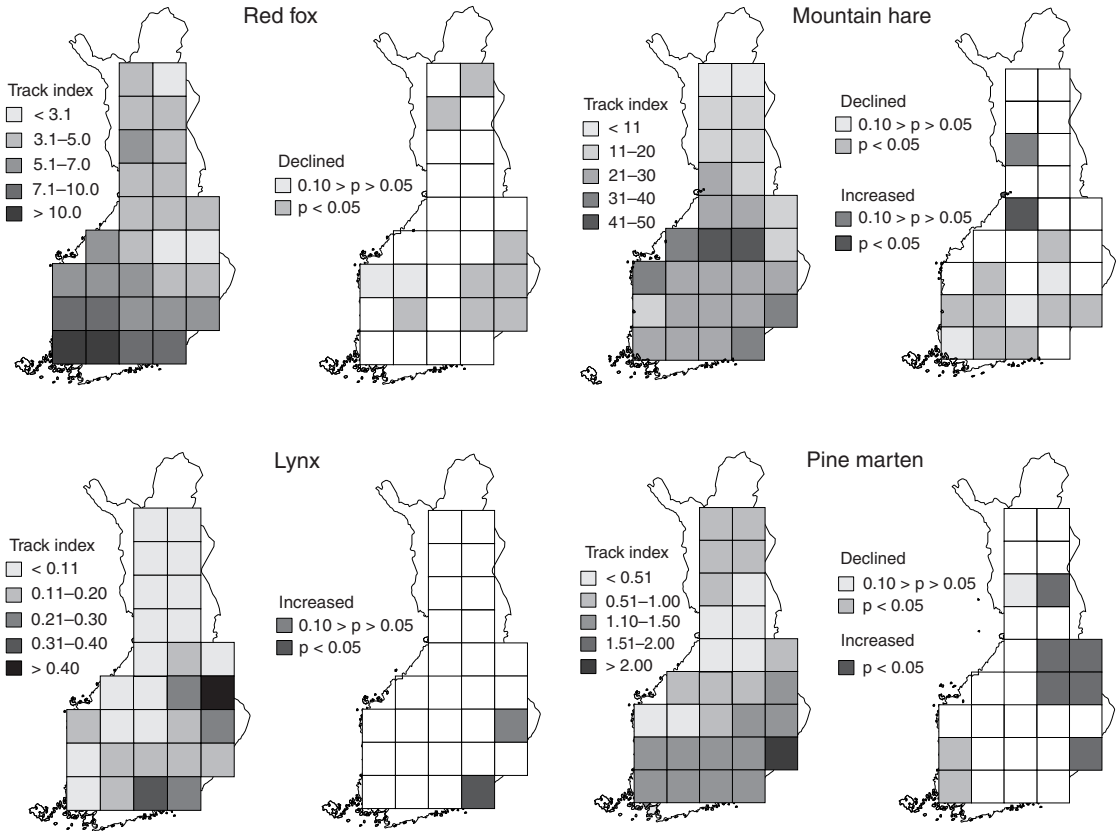 Red fox
Track index
< 3.1
3.1–5.0
5.1–7.0
7.1–10.0
> 10.0
Declined
0.10 > p > 0.05
p < 0.05
Mountain hare
Track index
< 11
11–20
21–30
31–40
41–50
Declined
0.10 > p > 0.05
p < 0.05
Increased
0.10 > p > 0.05
p < 0.05
Lynx
Track index
< 0.11
0.11–0.20
0.21–0.30
0.31–0.40
> 0.40
Increased
0.10 > p > 0.05
p < 0.05
Pine marten
Track index
< 0.51
0.51–1.00
1.10–1.50
1.51–2.00
> 2.00
Declined
0.10 > p > 0.05
p < 0.05
Increased
p < 0.05